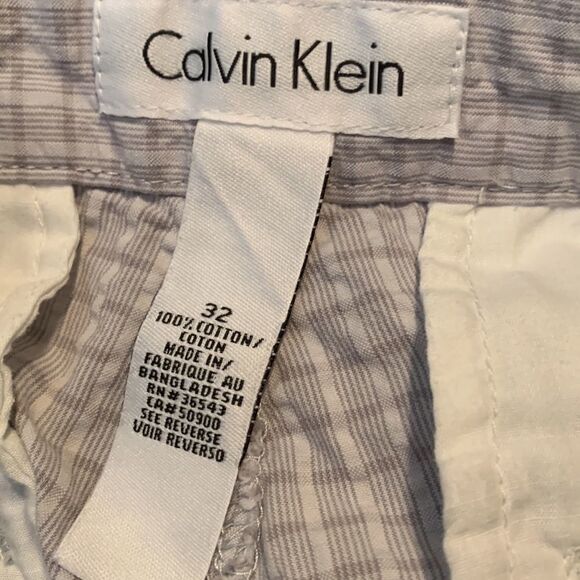 Calvin Klein
32
100% COTTON/
COTON
MADE IN/
FABRIQUE AU
BANGLADESH
RN#36543
CA#50900
SEE REVERSE
VOIR REVERSO